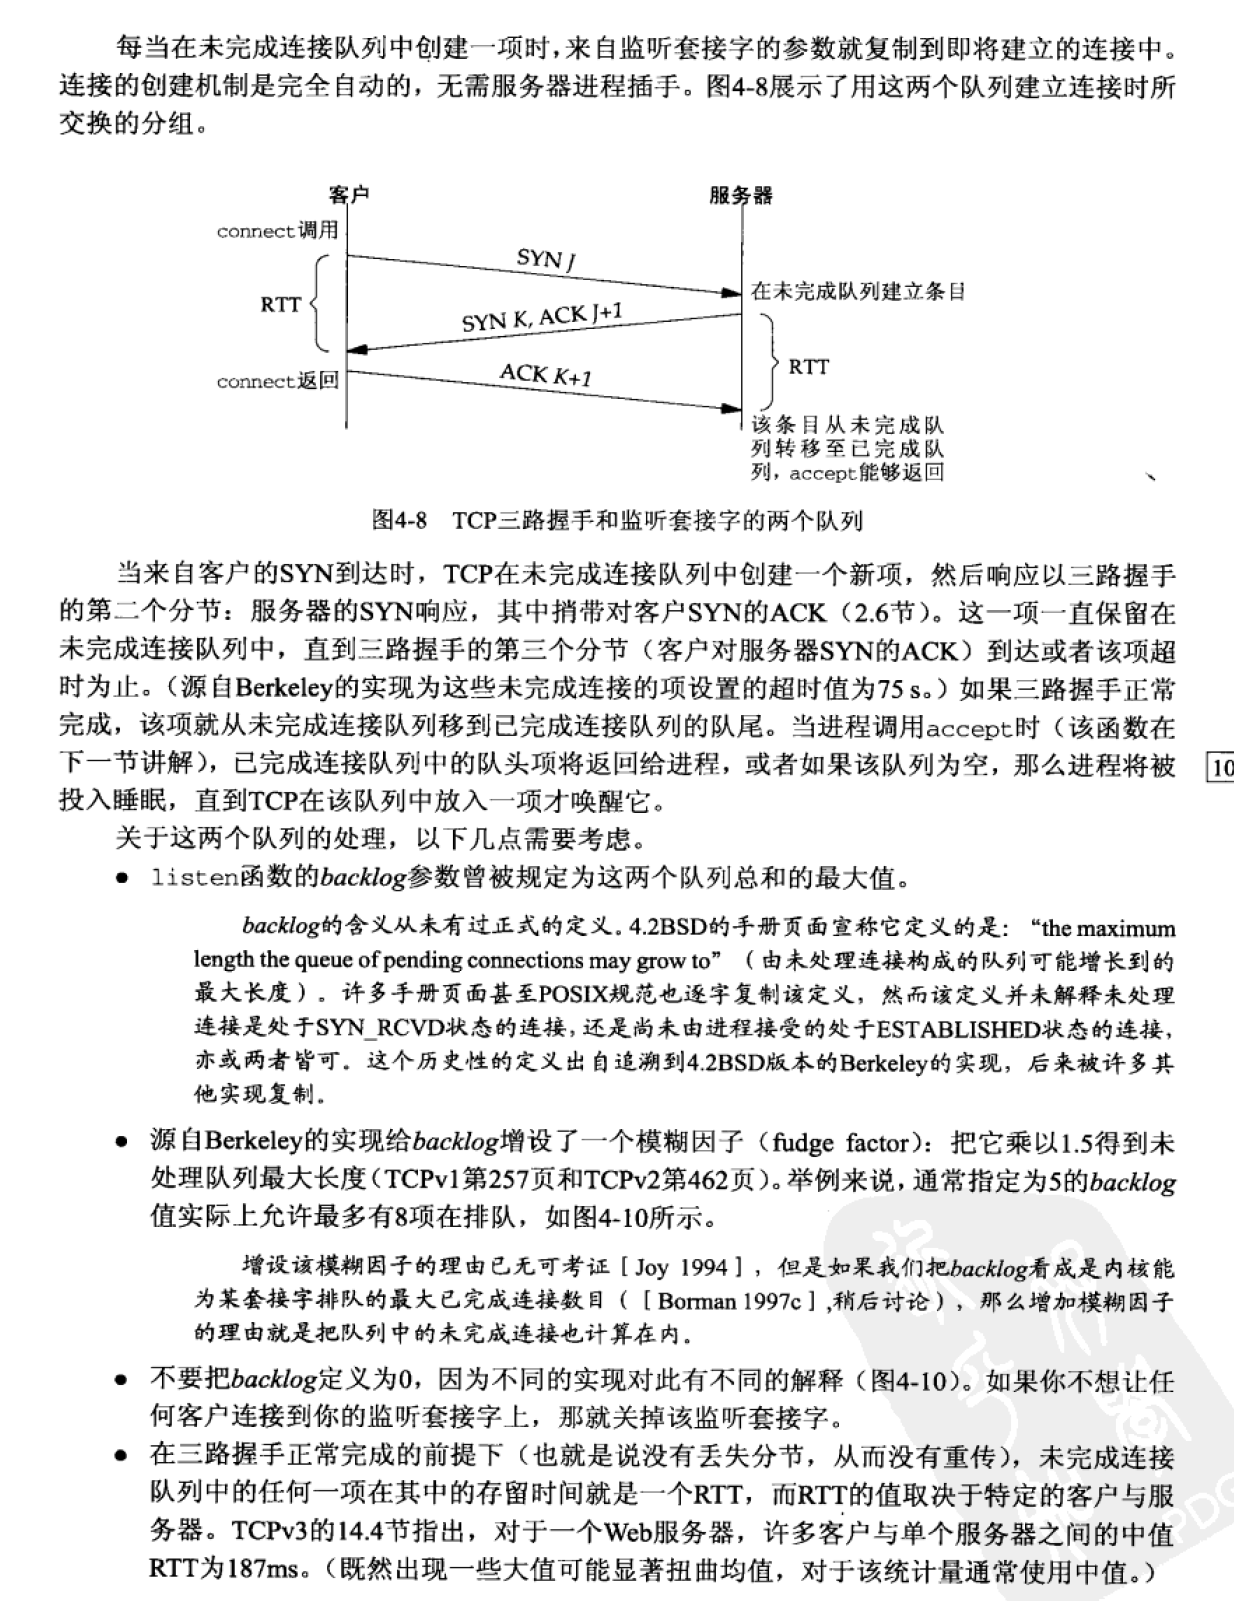 每当在未完成连接队列中创建一项时，来自监听套接字的参数就复制到即将建立的连接中。
连接的创建机制是完全自动的，无需服务器进程插手。图4-8展示了用这两个队列建立连接时所
交换的分组。
客户
服务器
connect调用
SYN J
在未完成队列建立条目
RTT
SYN K, ACK J+1
RTT
connect返回
ACK K+1
该条目从未完成队
列转移至已完成队
列，accept能够返回
图4-8 TCP三路握手和监听套接字的两个队列
当来自客户的SYN到达时，TCP在未完成连接队列中创建一个新项，然后响应以三路握手
的第二个分节：服务器的SYN响应，其中捎带对客户SYN的ACK（2.6节）。这一项一直保留在
未完成连接队列中，直到三路握手的第三个分节（客户对服务器SYN的ACK）到达或者该项超
时为止。（源自Berkeley的实现为这些未完成连接的项设置的超时值为75 s。）如果三路握手正常
完成，该项就从未完成连接队列移到已完成连接队列的队尾。当进程调用accept时（该函数在
下一节讲解），已完成连接队列中的队头项将返回给进程，或者如果该队列为空，那么进程将被
10
投入睡眠，直到TCP在该队列中放入一项才唤醒它。
关于这两个队列的处理，以下几点需要考虑。
● listen函数的backlog参数曾被规定为这两个队列总和的最大值。
backlog的含义从未有过正式的定义。4.2BSD的手册页面宣称它定义的是：“the maximum
length the queue of pending connections may grow to”（由未处理连接构成的队列可能增长到的
最大长度）。许多手册页面甚至POSIX规范也逐字复制该定义，然而该定义并未解释未处理
连接是处于SYN_RCVD状态的连接，还是尚未由进程接受的处于ESTABLISHED状态的连接，
亦或两者皆可。这个历史性的定义出自追溯到4.2BSD版本的Berkeley的实现，后来被许多其
他实现复制。
● 源自Berkeley的实现给backlog增设了一个模糊因子（fudge factor）：把它乘以1.5得到未
处理队列最大长度（TCPv1第257页和TCPv2第462页）。举例来说，通常指定为5的backlog
值实际上允许最多有8项在排队，如图4-10所示。
增设该模糊因子的理由已无可考证［Joy 1994］，但是如果我们把backlog看成是内核能
为某套接字排队的最大已完成连接数目（［Borman 1997c］,稍后讨论），那么增加模糊因子
的理由就是把队列中的未完成连接也计算在内。
● 不要把backlog定义为0，因为不同的实现对此有不同的解释（图4-10）。如果你不想让任
何客户连接到你的监听套接字上，那就关掉该监听套接字。
● 在三路握手正常完成的前提下（也就是说没有丢失分节，从而没有重传），未完成连接
队列中的任何一项在其中的存留时间就是一个RTT，而RTT的值取决于特定的客户与服
务器。TCPv3的14.4节指出，对于一个Web服务器，许多客户与单个服务器之间的中值
RTT为187ms。（既然出现一些大值可能显著扭曲均值，对于该统计量通常使用中值。）
PDG